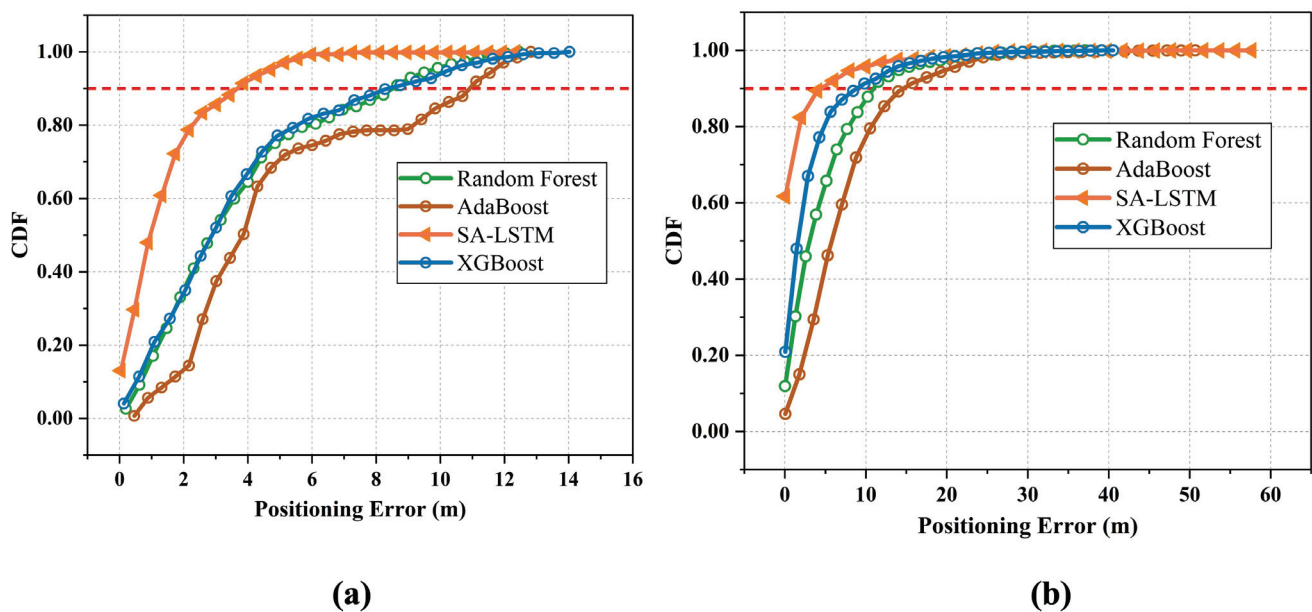 1.00
0.80
0.60
0.40
0.20
0.00
CDF
Random Forest
AdaBoost
SA-LSTM
XGBoost
0 2 4 6 8 10 12 14 16
Positioning Error (m)
(a)
1.00
0.80
0.60
0.40
0.20
0.00
CDF
Random Forest
AdaBoost
SA-LSTM
XGBoost
0 10 20 30 40 50 60
Positioning Error (m)
(b)